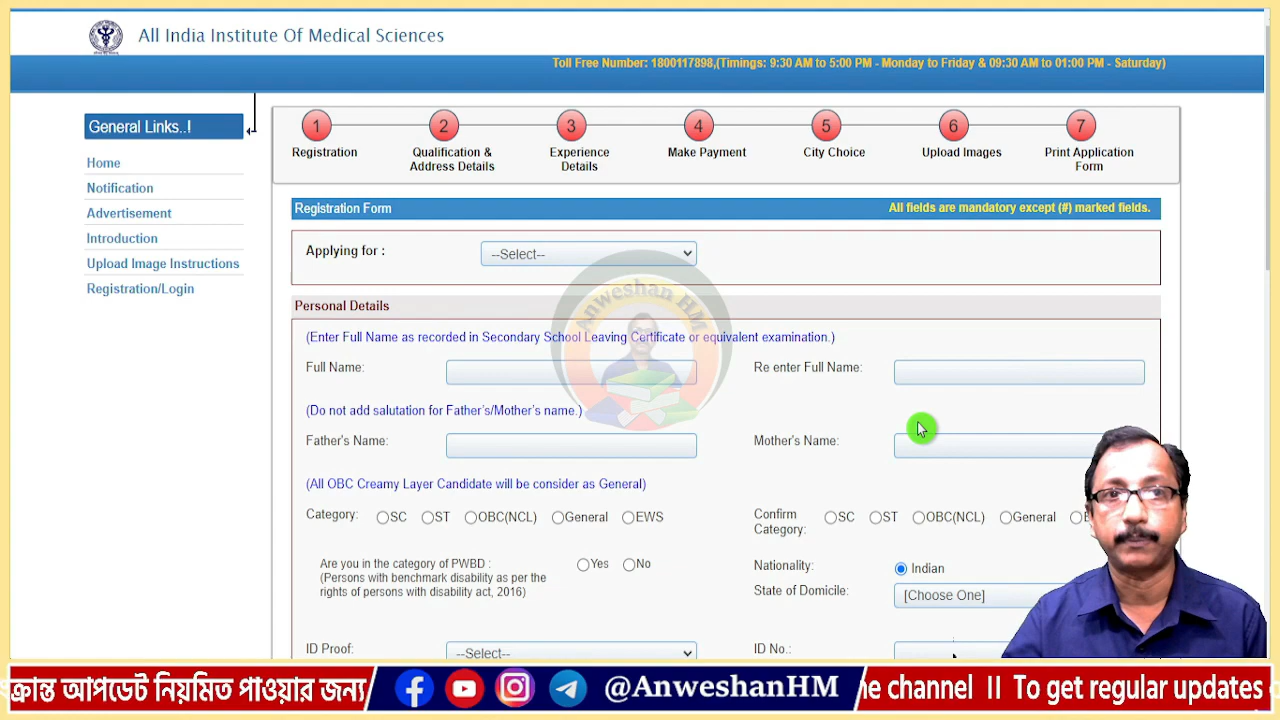 All India Institute Of Medical Sciences
Toll Free Number: 1800117898,(Timings: 9:30 AM to 5:00 PM - Monday to Friday & 09:30 AM to 01:00 PM - Saturday)
General Links..!
Home
Notification
Advertisement
Introduction
Upload Image Instructions
Registration/Login
1 2 3 4 5 6 7
Registration
Qualification & Address Details
Experience Details
Make Payment
City Choice
Upload Images
Print Application Form
Registration Form
All fields are mandatory except (#) marked fields.
Applying for :
--Select--
Anweshan HM
Personal Details
(Enter Full Name as recorded in Secondary School Leaving Certificate or equivalent examination.)
Full Name:
Re enter Full Name:
(Do not add salutation for Father's/Mother's name.)
Father's Name:
Mother's Name:
(All OBC Creamy Layer Candidate will be consider as General)
Category: SC ST OBC(NCL) General EWS
Confirm Category: SC ST OBC(NCL) General
Are you in the category of PWBD : Yes No
(Persons with benchmark disability as per the
rights of persons with disability act, 2016)
Nationality: Indian
State of Domicile: [Choose One]
ID Proof: --Select--
ID No.:
ক্রান্ত আপডেট নিয়মিত পাওয়ার জন্য
@AnweshanHM
he channel II To get regular updates